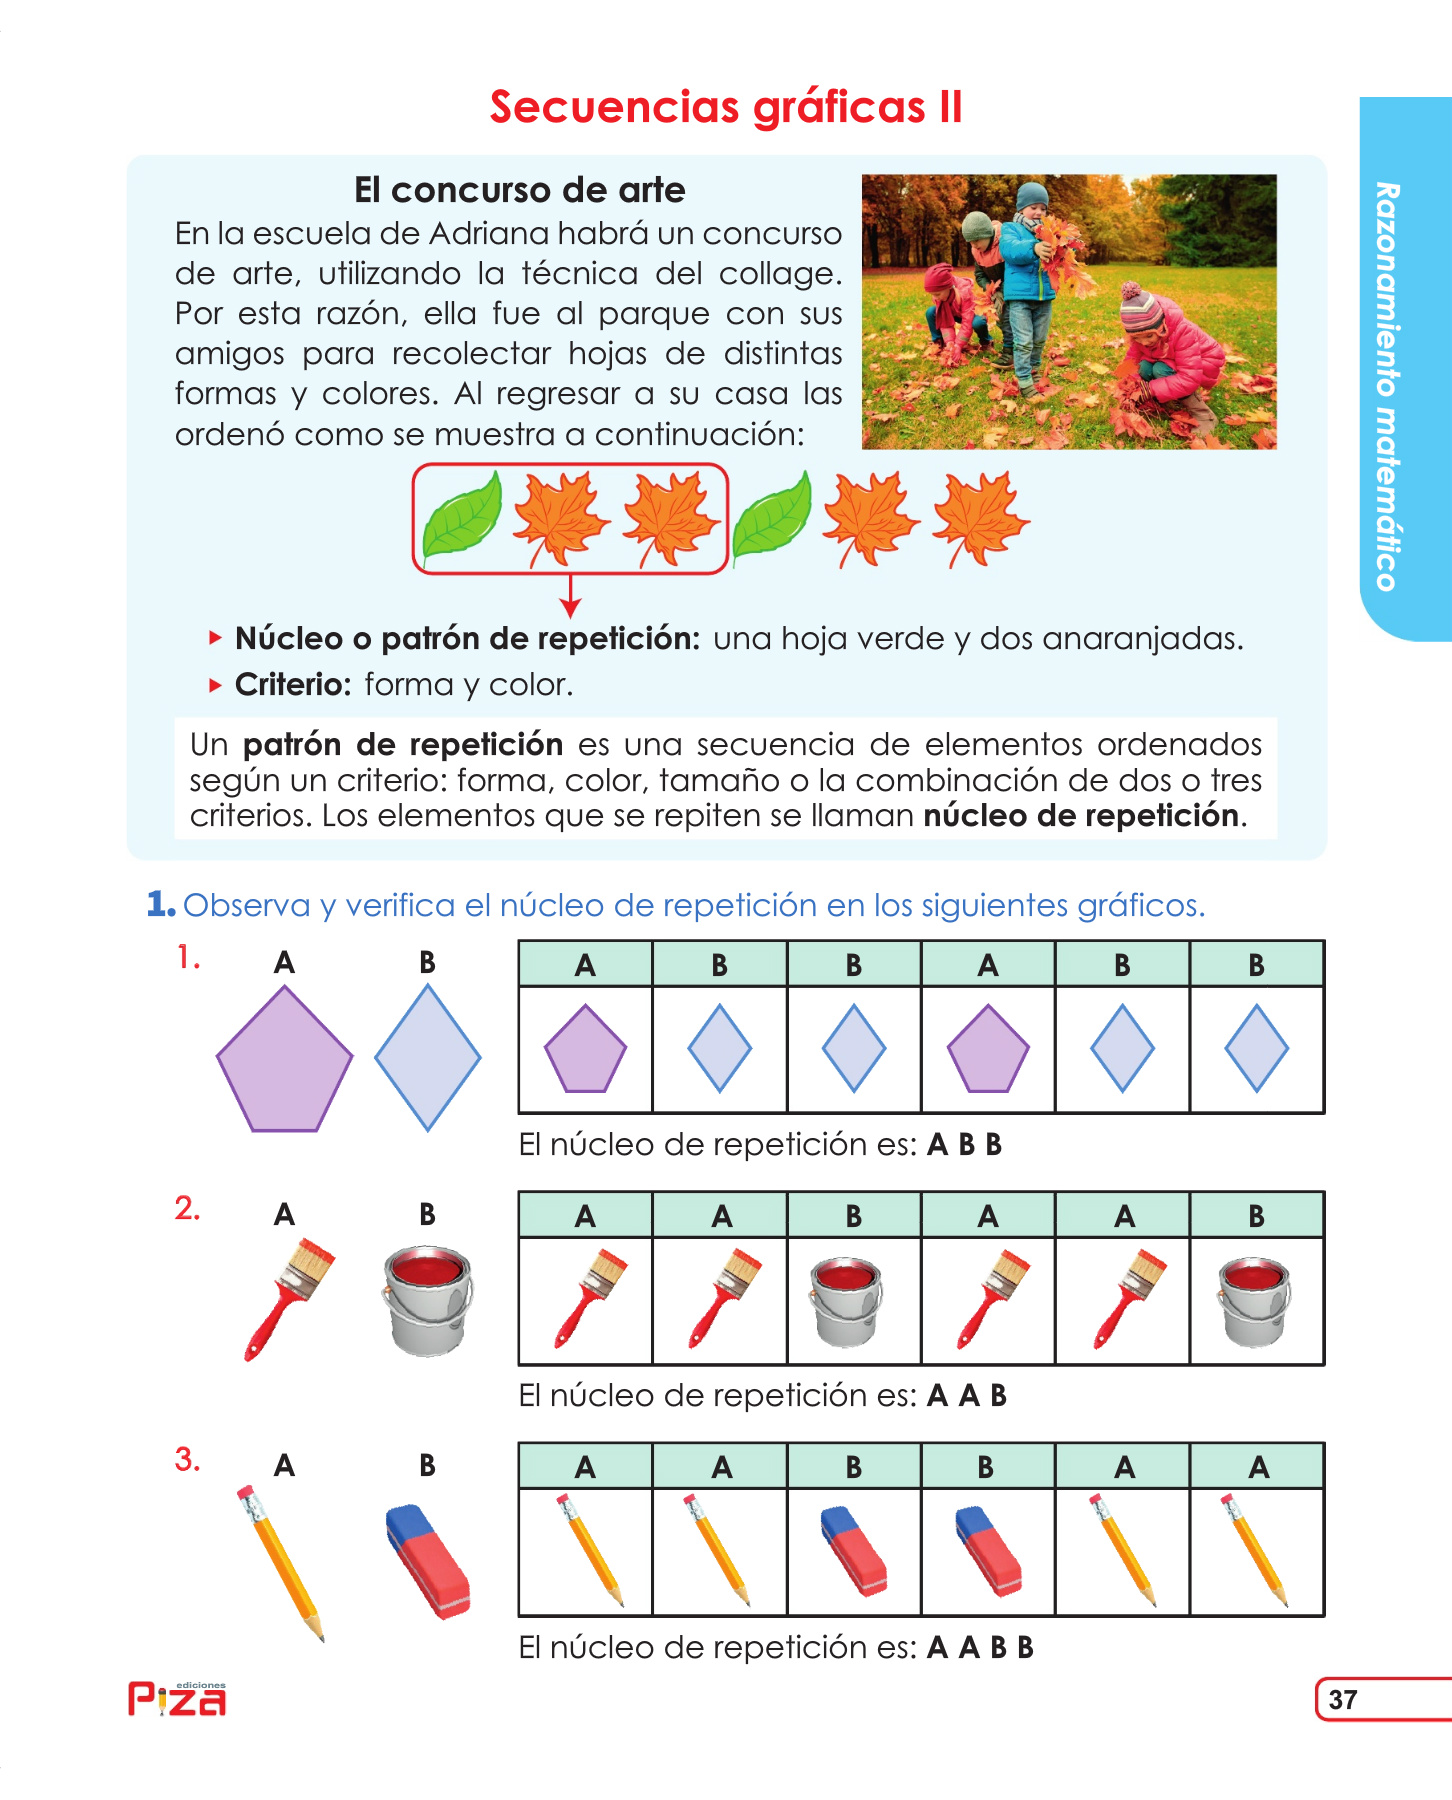 Secuencias gráficas II
El concurso de arte
En la escuela de Adriana habrá un concurso
de arte, utilizando la técnica del collage.
Por esta razón, ella fue al parque con sus
amigos para recolectar hojas de distintas
formas y colores. Al regresar a su casa las
ordenó como se muestra a continuación:
Núcleo o patrón de repetición: una hoja verde y dos anaranjadas.
Criterio: forma y color.
Un patrón de repetición es una secuencia de elementos ordenados
según un criterio: forma, color, tamaño o la combinación de dos o tres
criterios. Los elementos que se repiten se llaman núcleo de repetición.
Razonamiento matemático
1. Observa y verifica el núcleo de repetición en los siguientes gráficos.
1. A B
A B B A B B
El núcleo de repetición es: A B B
2. A B
A A B A A B
El núcleo de repetición es: A A B
3. A B
A A B B A A
El núcleo de repetición es: A A B B
ediciones
Piza
37